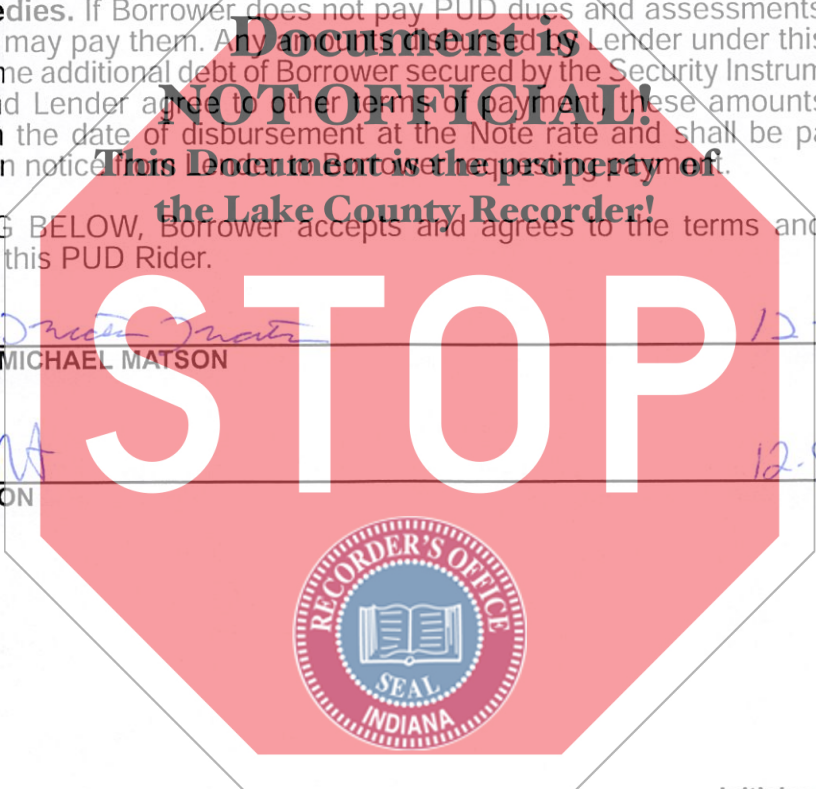 edies. If Borrower does not pay PUD dues and assessments
Document is
may pay them. Any amounts disbursed by Lender under this
ne additional debt of Borrower secured by the Security Instrum
NOT OFFICIAL!
d Lender agree to other terms of payment, these amounts
the date of disbursement at the Note rate and shall be pa
This Document is the property of
n notice from Lender to Borrower requesting payment.
the Lake County Recorder!
G BELOW, Borrower accepts and agrees to the terms and
this PUD Rider.
STOP
12
MICHAEL MATSON
12.
ON
RECORDER'S OFFICE
SEAL
INDIANA